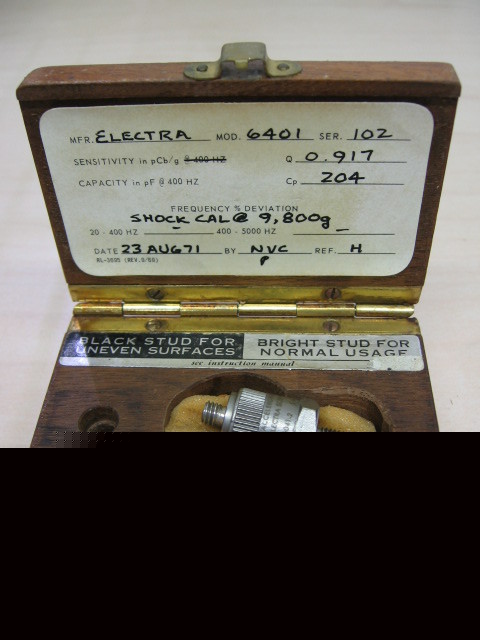 MFR. ELECTRA MOD. 6401 SER. 102
SENSITIVITY in pCb/g @ 400 HZ Q 0.917
CAPACITY in pF @ 400 HZ Cp 204
FREQUENCY % DEVIATION
SHOCK CAL @ 9,800g
20 - 400 HZ 400 - 5000 HZ
DATE 23 AUG 71 BY NVC REF. H
BLACK STUD FOR UNEVEN SURFACES
BRIGHT STUD FOR NORMAL USAGE
see instruction manual